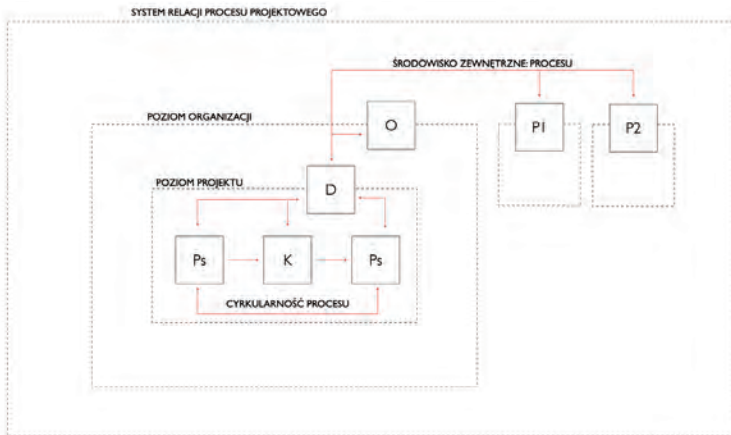 SYSTEM RELACJI PROCESU PROJEKTOWEGO
ŚRODOWISKO ZEWNĘTRZNE: PROCESU
POZIOM ORGANIZACJI
O
P1
P2
POZIOM PROJEKTU
D
Ps
K
Ps
CYRKULARNOŚĆ PROCESU